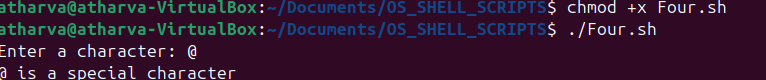 atharva@atharva-VirtualBox:~/Documents/OS_SHELL_SCRIPTS$ chmod +x Four.sh
atharva@atharva-VirtualBox:~/Documents/OS_SHELL_SCRIPTS$ ./Four.sh
Enter a character: @
@ is a special character